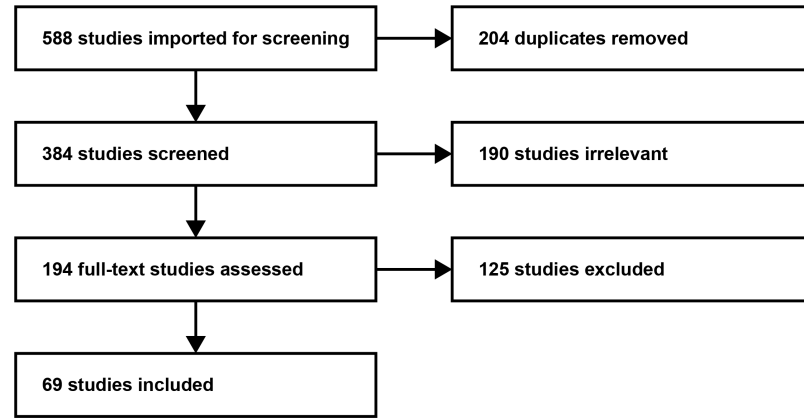 588 studies imported for screening
204 duplicates removed
384 studies screened
190 studies irrelevant
194 full-text studies assessed
125 studies excluded
69 studies included